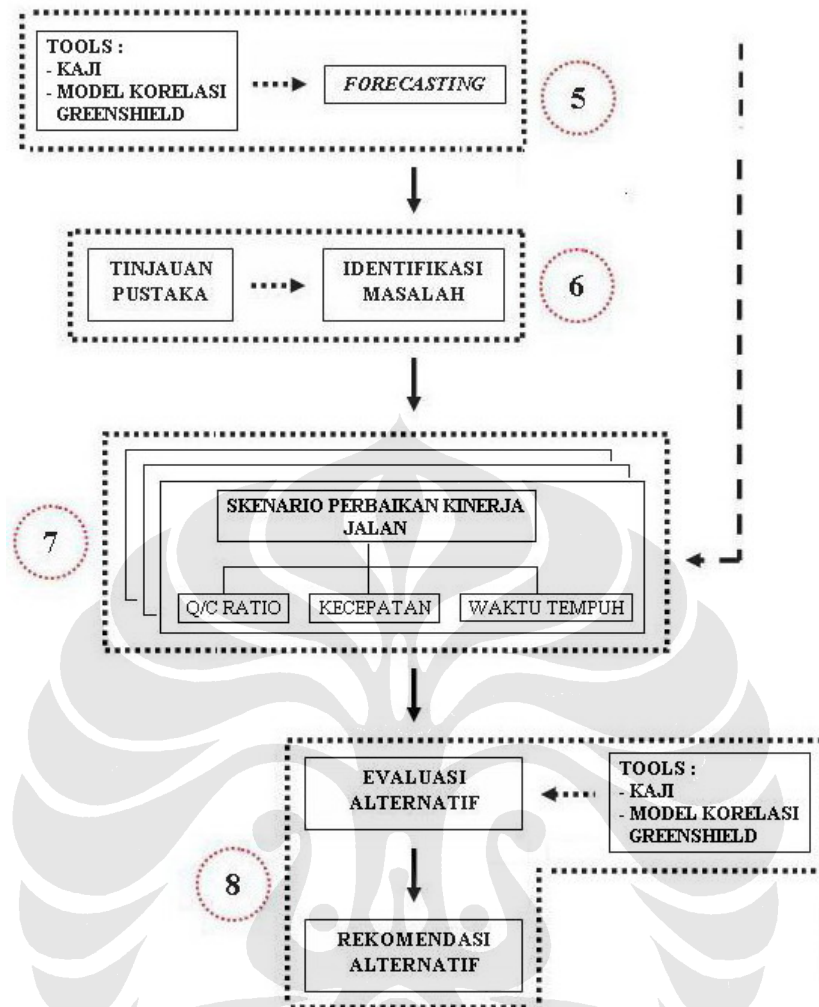 TOOLS :
- KAJI
- MODEL KORELASI
GREENSHIELD
FORECASTING
5
TINJAUAN
PUSTAKA
IDENTIFIKASI
MASALAH
6
7
SKENARIO PERBAIKAN KINERJA
JALAN
Q/C RATIO
KECEPATAN
WAKTU TEMPUH
EVALUASI
ALTERNATIF
TOOLS :
- KAJI
- MODEL KORELASI
GREENSHIELD
8
REKOMENDASI
ALTERNATIF